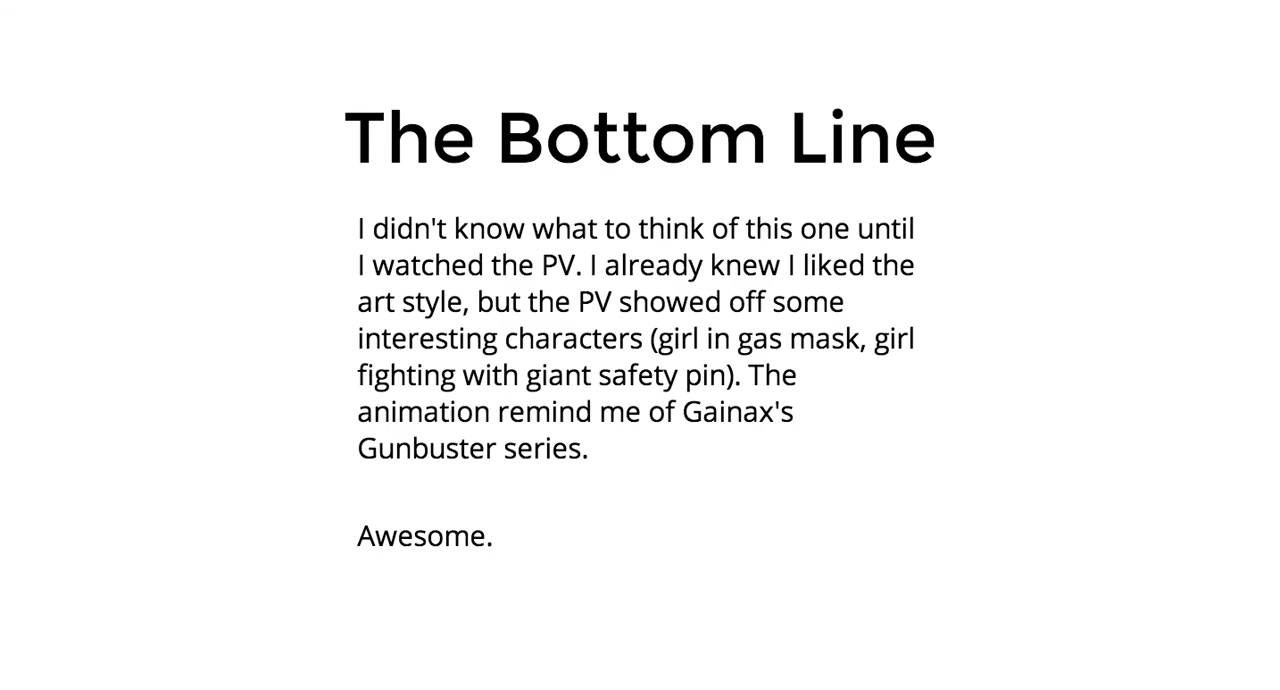 The Bottom Line
I didn't know what to think of this one until
I watched the PV. I already knew I liked the
art style, but the PV showed off some
interesting characters (girl in gas mask, girl
fighting with giant safety pin). The
animation remind me of Gainax's
Gunbuster series.
Awesome.